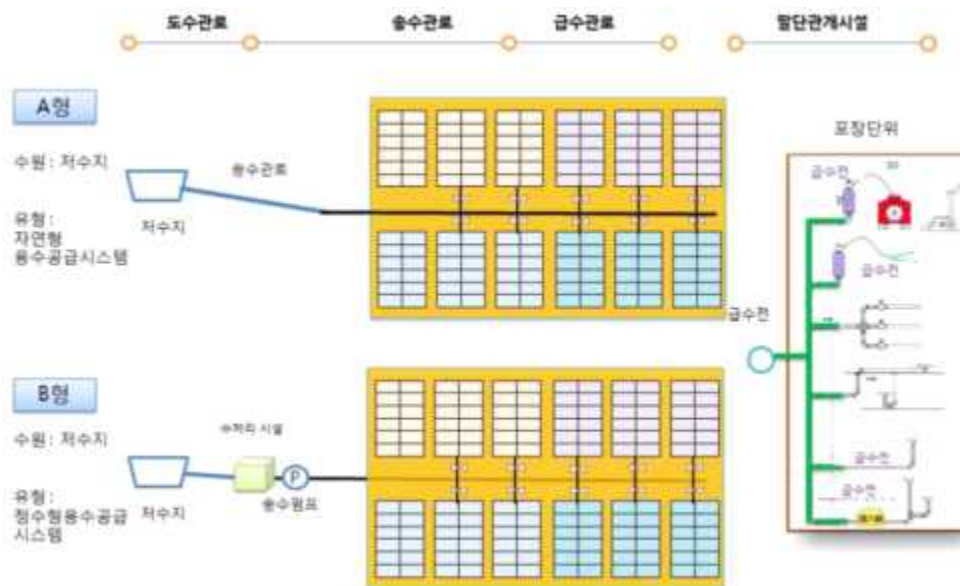 도수관로
송수관로
급수관로
말단관개시설
A형
수원 : 저수지
유형 :
자연형
용수공급시스템
송수관로
저수지
포장단위
급수전
급수전
급수전
B형
수원 : 저수지
유형 :
정수형용수공급
시스템
저수지
수처리 시설
P
송수펌프
급수전
급수전